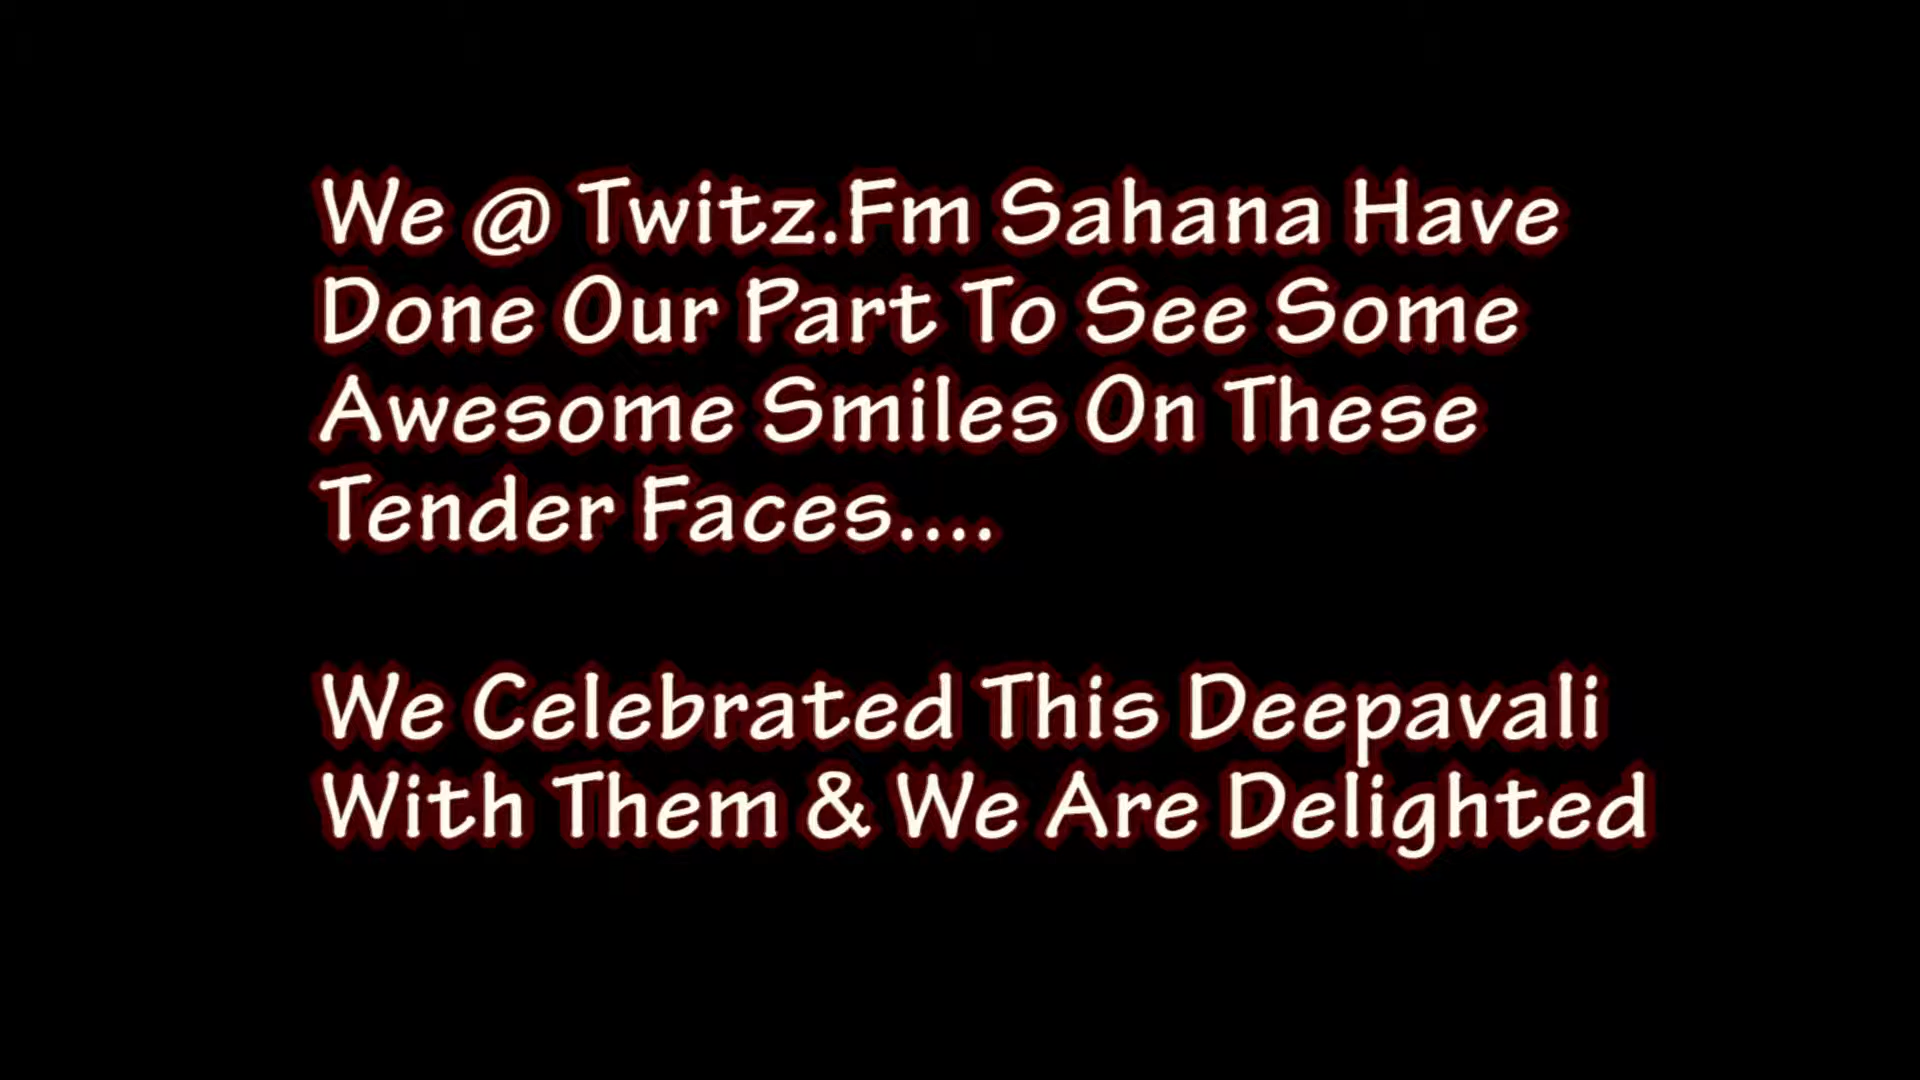 We @ Twitz.Fm Sahana Have
Done Our Part To See Some
Awesome Smiles On These
Tender Faces....
We Celebrated This Deepavali
With Them & We Are Delighted